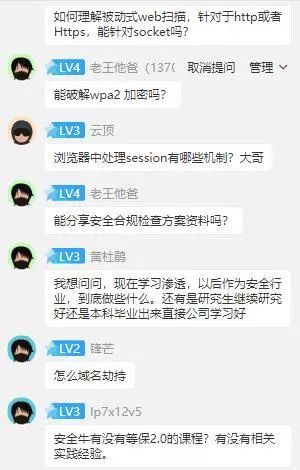 如何理解被动式web扫描，针对于http或者
Https，能针对socket吗？
LV4 老王他爸 (1370 取消提问 管理
能破解wpa2 加密吗?
LV3 云顶
浏览器中处理session有哪些机制？大哥
LV4 老王他爸
能分享安全合规检查方案资料吗？
LV3 黄杜鹃
我想问问，现在学习渗透，以后作为安全行
业，到底做些什么。还有是研究生继续研究
好还是本科毕业出来直接公司学习好
LV2 锋芒
怎么域名劫持
LV3 lp7x12v5
安全牛有没有等保2.0的课程？有没有相关
实践经验。